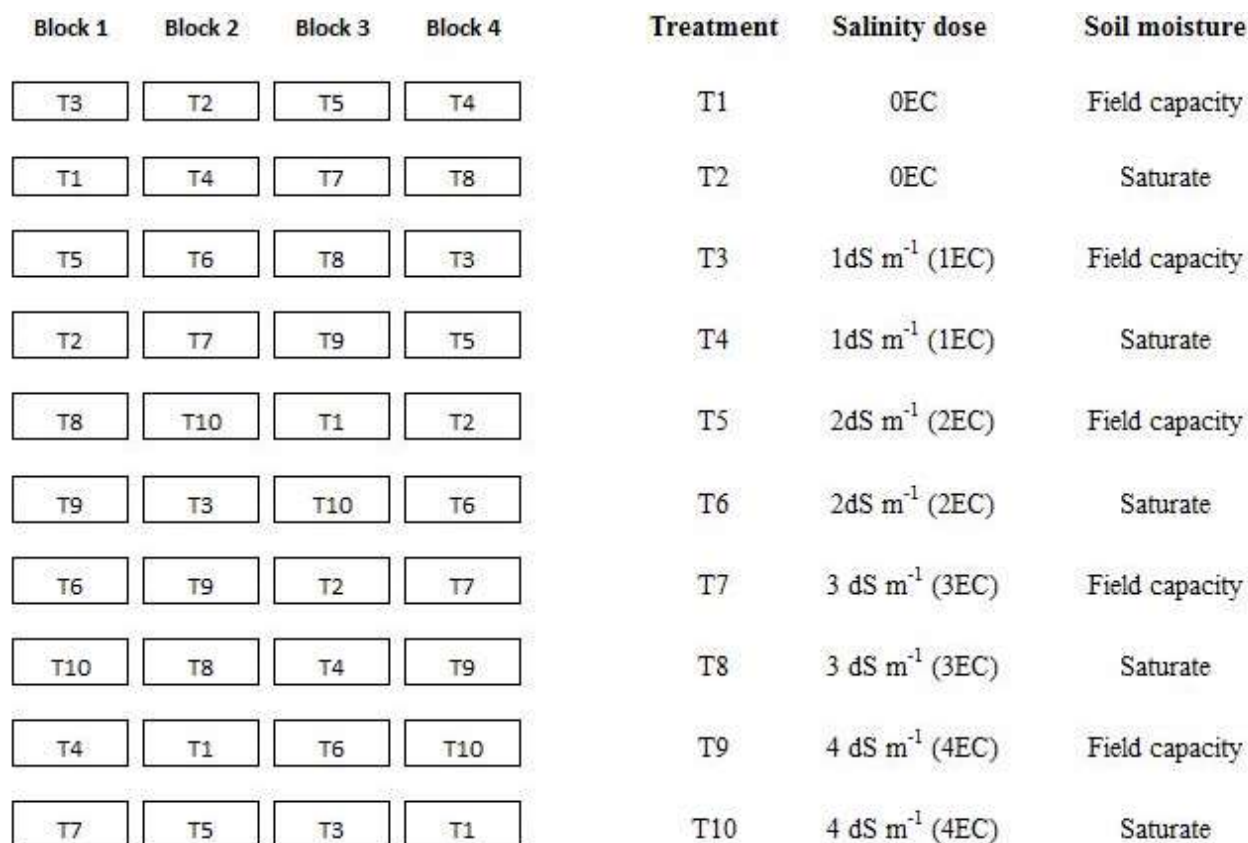 Block 1 Block 2 Block 3 Block 4 Treatment Salinity dose Soil moisture
T3 T2 T5 T4 T1 0EC Field capacity
T1 T4 T7 T8 T2 0EC Saturate
T5 T6 T8 T3 T3 1dS m⁻¹ (1EC) Field capacity
T2 T7 T9 T5 T4 1dS m⁻¹ (1EC) Saturate
T8 T10 T1 T2 T5 2dS m⁻¹ (2EC) Field capacity
T9 T3 T10 T6 T6 2dS m⁻¹ (2EC) Saturate
T6 T9 T2 T7 T7 3 dS m⁻¹ (3EC) Field capacity
T10 T8 T4 T9 T8 3 dS m⁻¹ (3EC) Saturate
T4 T1 T6 T10 T9 4 dS m⁻¹ (4EC) Field capacity
T7 T5 T3 T1 T10 4 dS m⁻¹ (4EC) Saturate